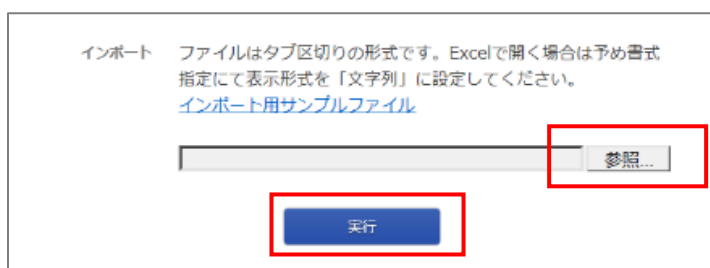 インポート ファイルはタブ区切りの形式です。Excelで開く場合は予め書式
指定にて表示形式を「文字列」に設定してください。
インポート用サンプルファイル
参照...
実行